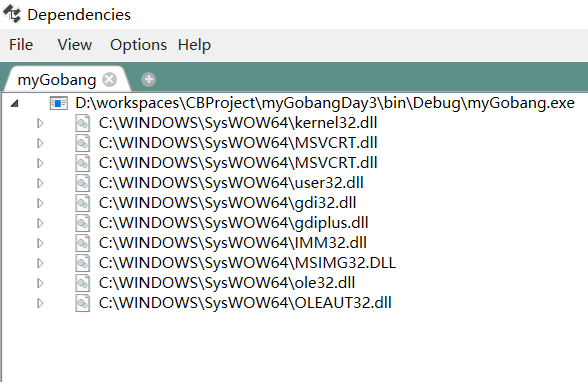 Dependencies
File View Options Help
myGobang
D:\workspaces\CBProject\myGobangDay3\bin\Debug\myGobang.exe
C:\WINDOWS\SysWOW64\kernel32.dll
C:\WINDOWS\SysWOW64\MSVCRT.dll
C:\WINDOWS\SysWOW64\MSVCRT.dll
C:\WINDOWS\SysWOW64\user32.dll
C:\WINDOWS\SysWOW64\gdi32.dll
C:\WINDOWS\SysWOW64\gdiplus.dll
C:\WINDOWS\SysWOW64\IMM32.dll
C:\WINDOWS\SysWOW64\MSIMG32.DLL
C:\WINDOWS\SysWOW64\ole32.dll
C:\WINDOWS\SysWOW64\OLEAUT32.dll